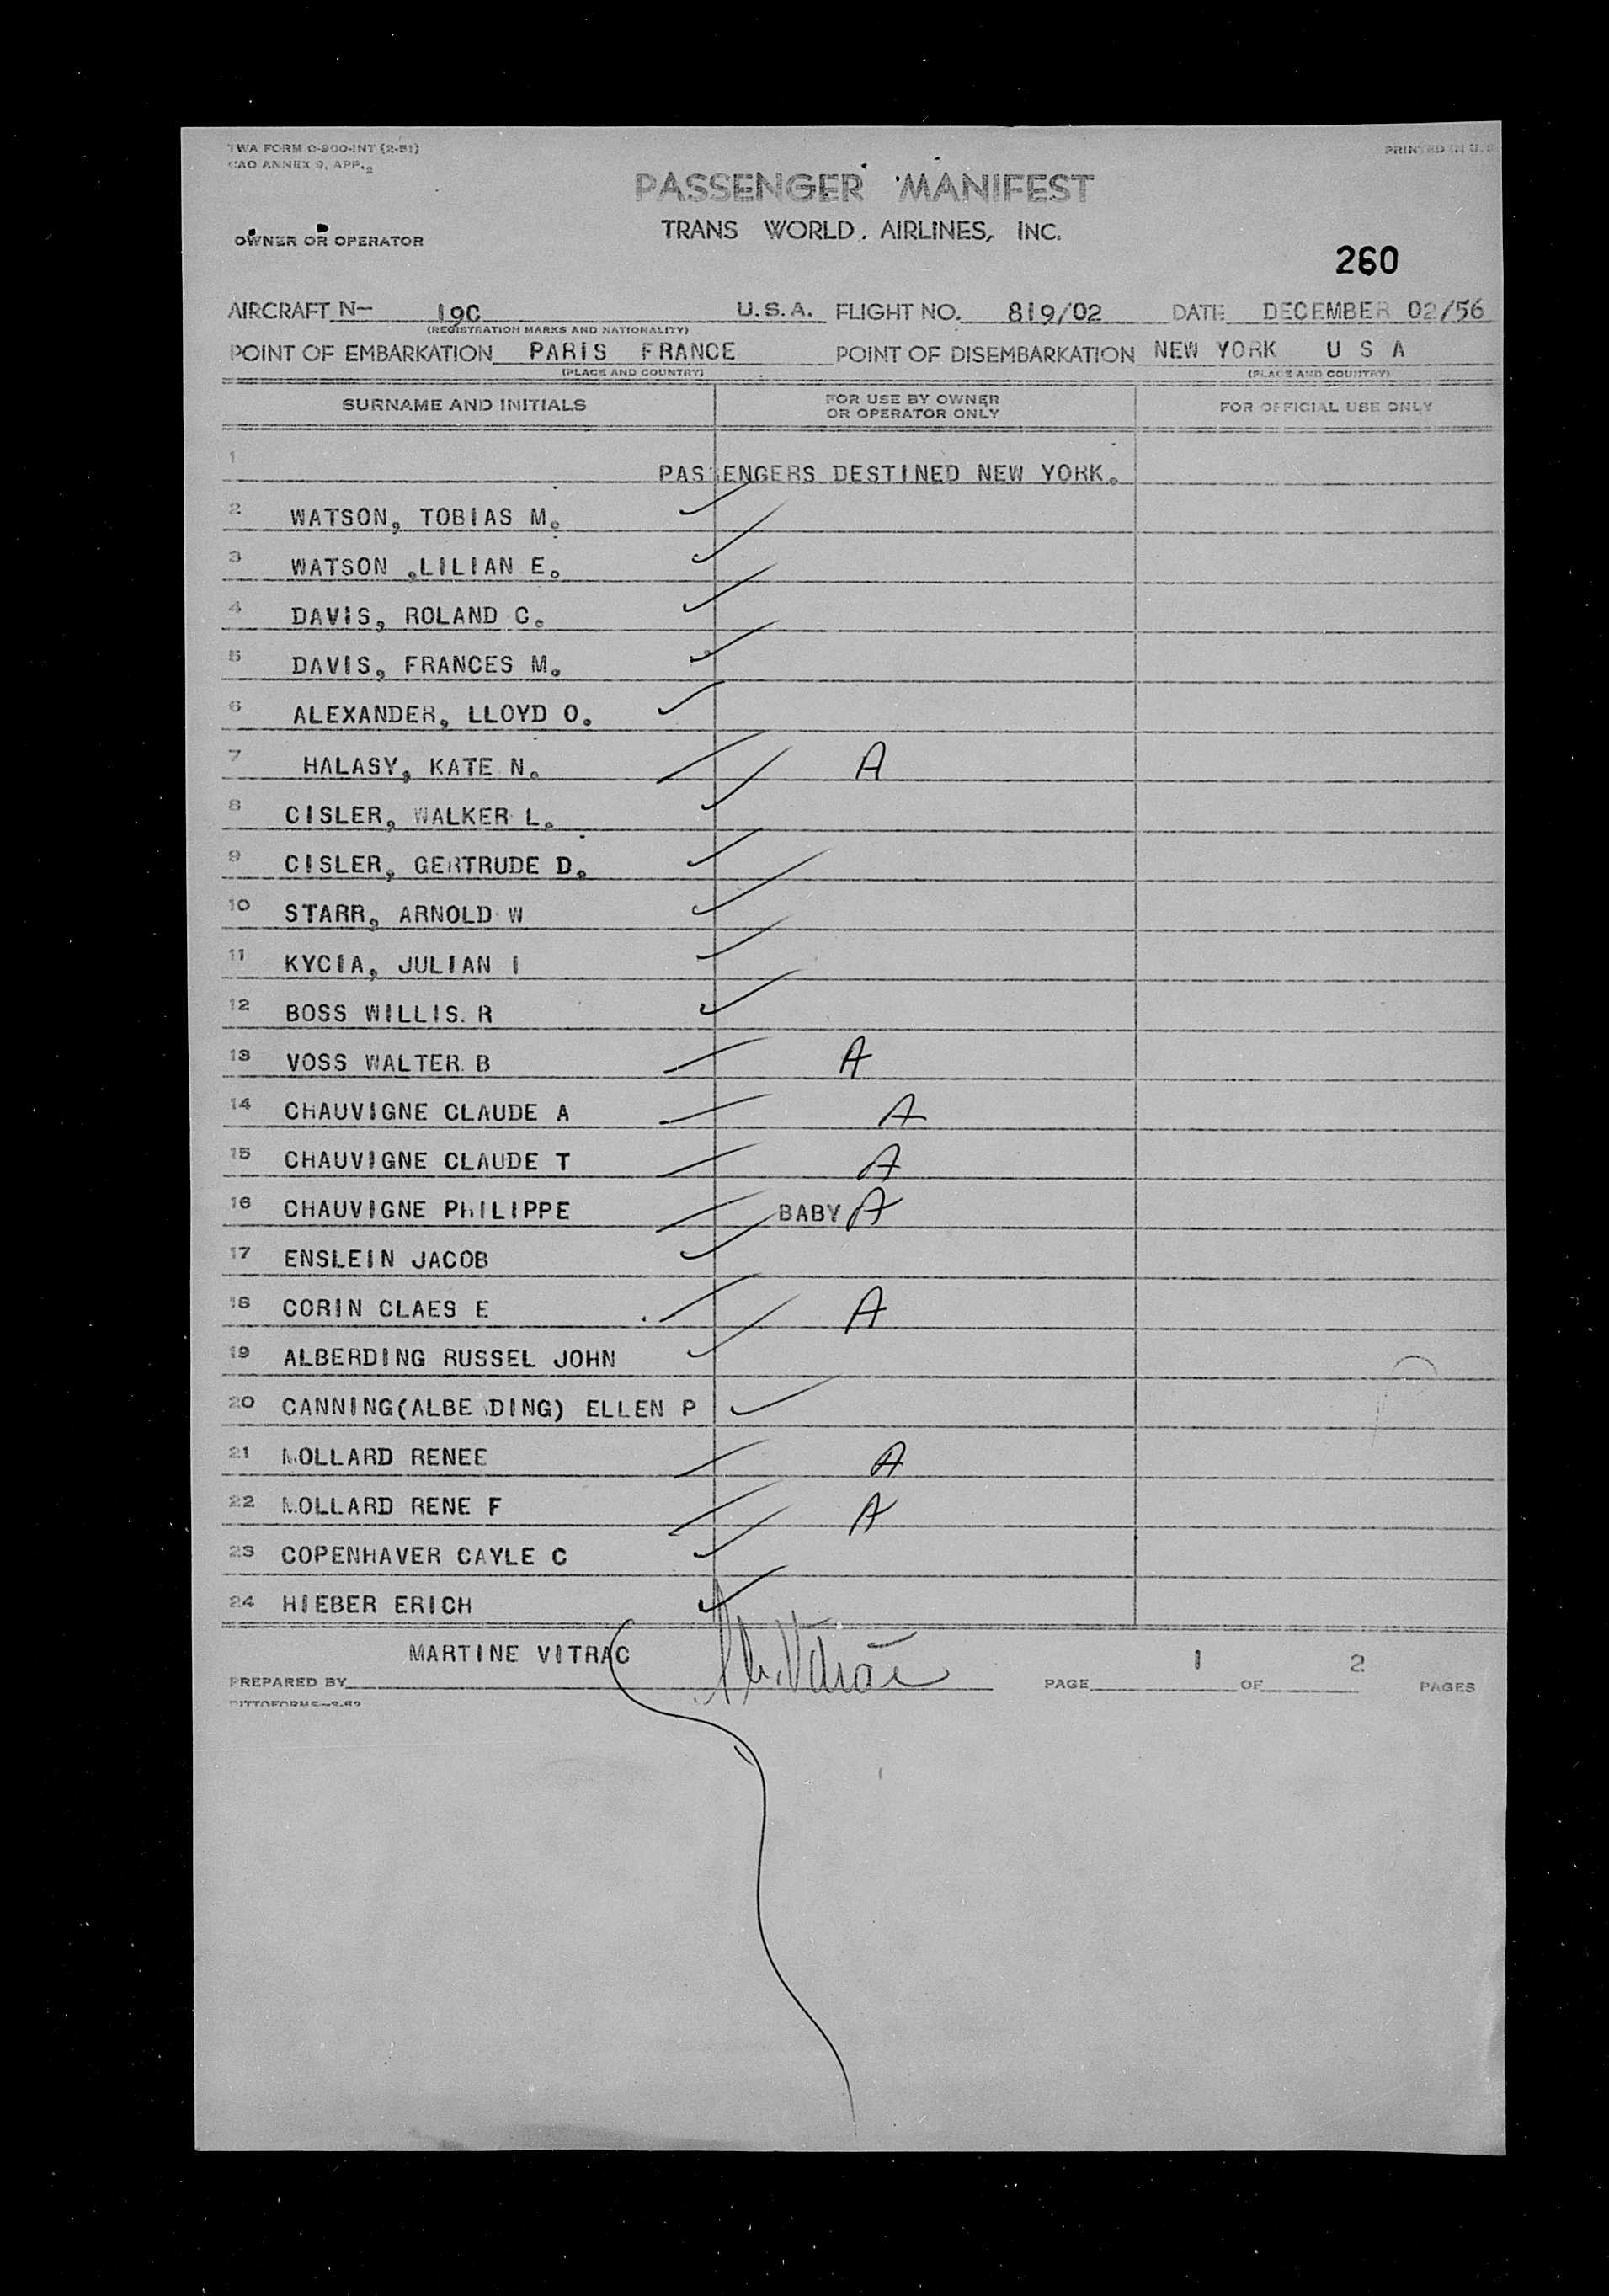 TWA FORM O-800-INT (2-51)
PRINTED IN U.S.
ICAO ANNEX 9, APP. 2
PASSENGER MANIFEST
TRANS WORLD AIRLINES, INC.
OWNER OR OPERATOR
260
AIRCRAFT N— 190 U.S.A. FLIGHT NO. 819/02 DATE DECEMBER 02/56
(REGISTRATION MARKS AND NATIONALITY)
POINT OF EMBARKATION PARIS FRANCE POINT OF DISEMBARKATION NEW YORK U S A
(PLACE AND COUNTRY) (PLACE AND COUNTRY)
SURNAME AND INITIALS FOR USE BY OWNER OR OPERATOR ONLY FOR OFFICIAL USE ONLY
1 PASSENGERS DESTINED NEW YORK.
2 WATSON, TOBIAS M.
3 WATSON ,LILIAN E.
4 DAVIS, ROLAND C.
5 DAVIS, FRANCES M.
6 ALEXANDER, LLOYD O.
7 HALASY, KATE N. A
8 CISLER, WALKER L.
9 CISLER, GERTRUDE D.
10 STARR, ARNOLD W
11 KYCIA, JULIAN I
12 BOSS WILLIS R
13 VOSS WALTER B A
14 CHAUVIGNE CLAUDE A A
15 CHAUVIGNE CLAUDE T A
16 CHAUVIGNE PHILIPPE BABY A
17 ENSLEIN JACOB
18 CORIN CLAES E A
19 ALBERDING RUSSEL JOHN
20 CANNING(ALBERDING) ELLEN P
21 MOLLARD RENEE A
22 MOLLARD RENE F A
23 COPENHAVER CAYLE C
24 HIEBER ERICH
MARTINE VITRAC M. Vitrac
PREPARED BY PAGE 1 OF 2 PAGES
DITTOFORMS—2-52